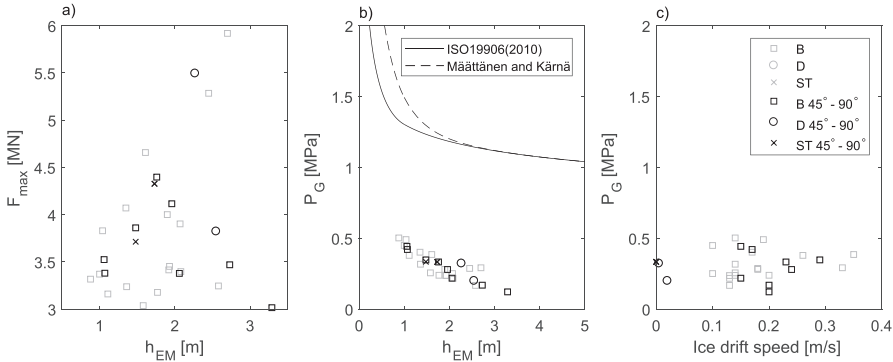 a)
6
5.5
5
4.5
4
3.5
3
F_max [MN]
1
2
3
h_EM [m]
b)
2
1.5
1
0.5
0
P_G [MPa]
ISO19906(2010)
Määttänen and Kärnä
0
1
2
3
4
5
h_EM [m]
c)
2
1.5
1
0.5
0
P_G [MPa]
B
D
ST
B 45° - 90°
D 45° - 90°
ST 45° - 90°
0
0.1
0.2
0.3
0.4
Ice drift speed [m/s]